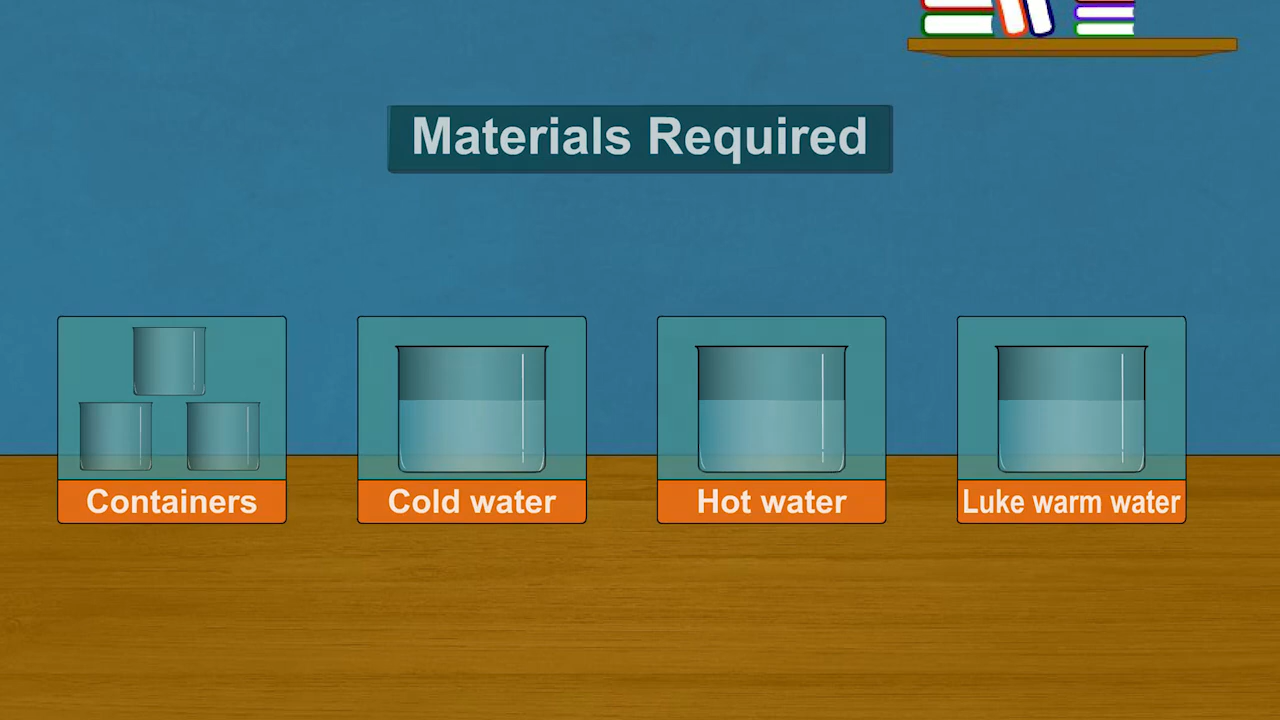 Materials Required
Containers
Cold water
Hot water
Luke warm water